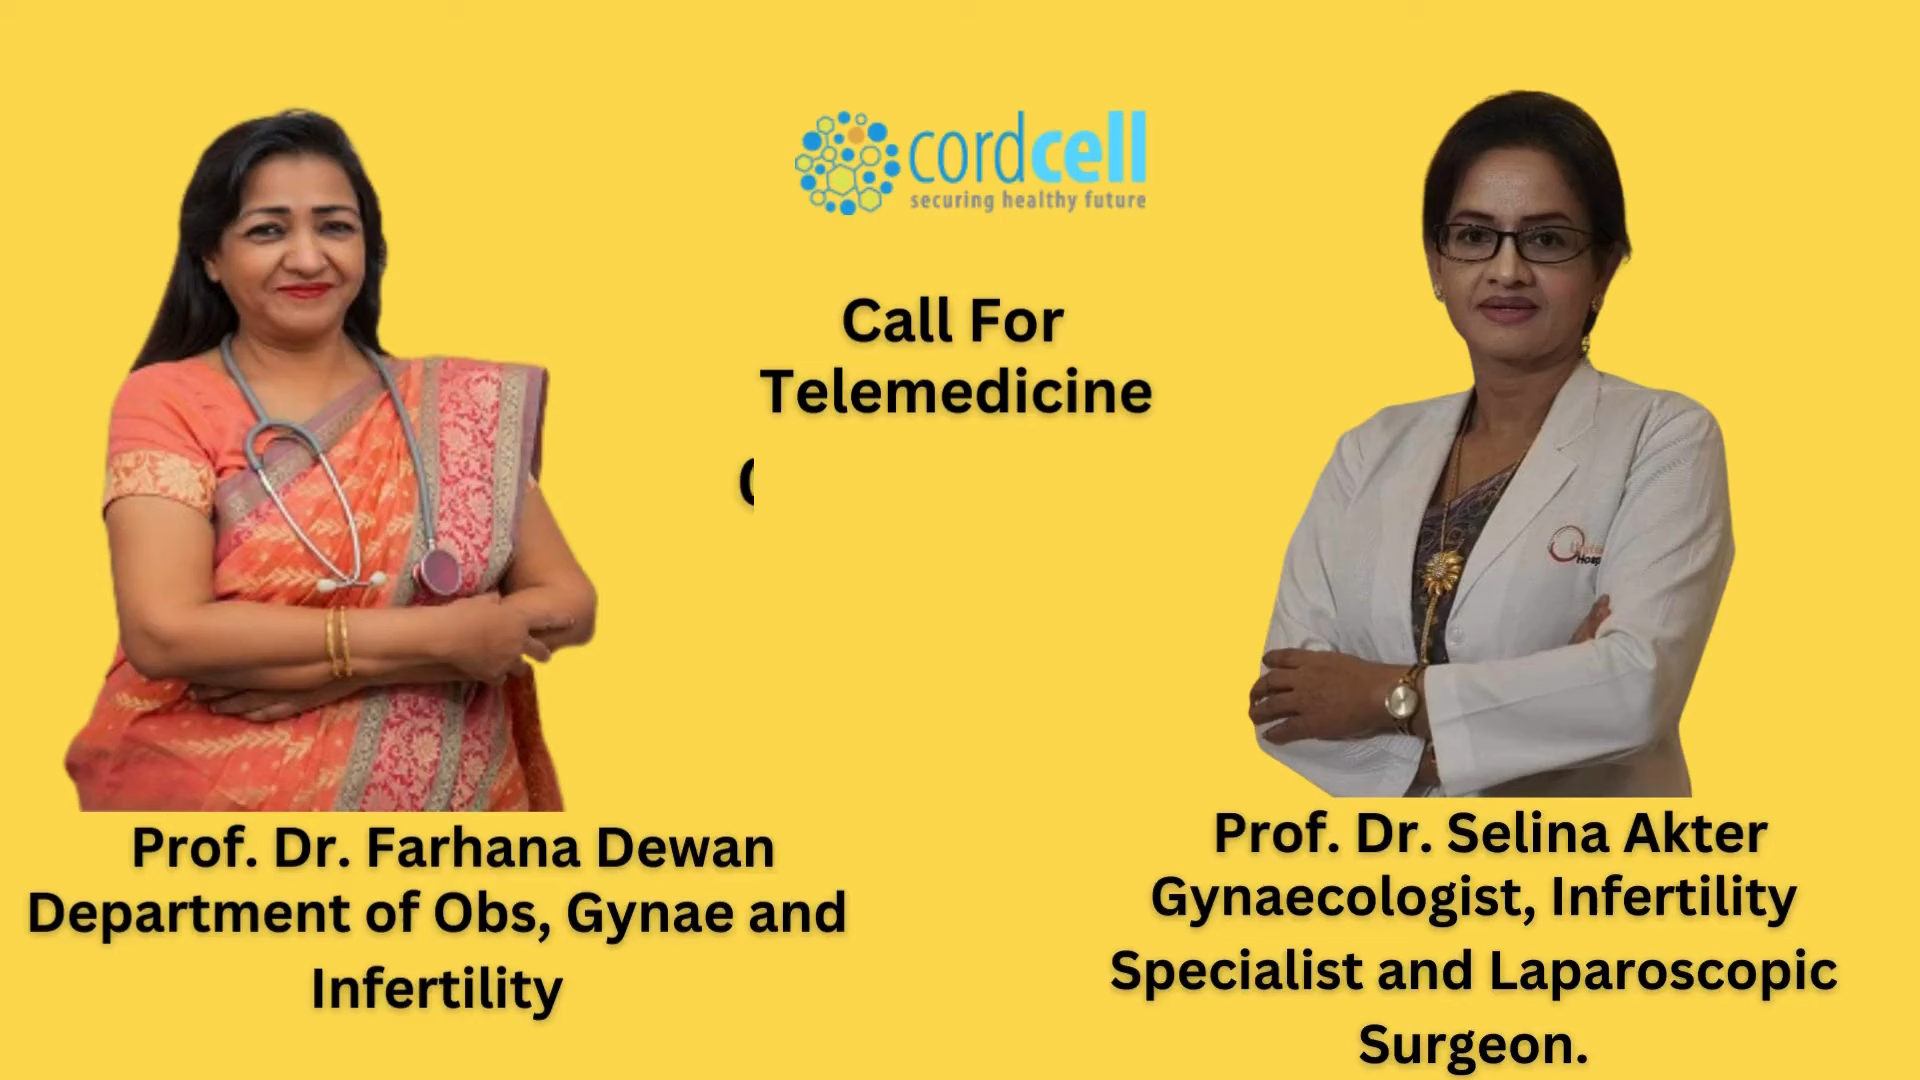 cordcell
securing healthy future
Call For
Telemedicine
Prof. Dr. Farhana Dewan
Department of Obs, Gynae and
Infertility
Prof. Dr. Selina Akter
Gynaecologist, Infertility
Specialist and Laparoscopic
Surgeon.